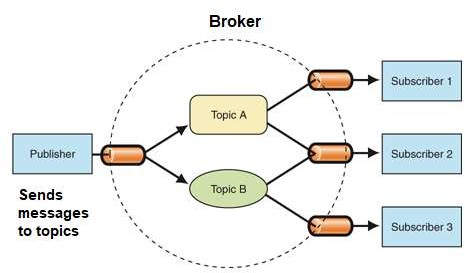 Broker
Subscriber 1
Topic A
Publisher
Subscriber 2
Topic B
Sends
messages
to topics
Subscriber 3